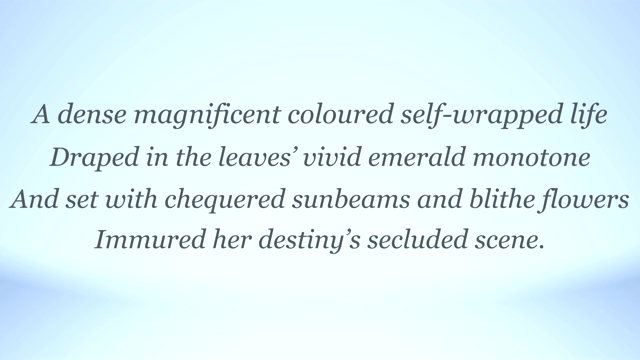 A dense magnificent coloured self-wrapped life
Draped in the leaves’ vivid emerald monotone
And set with chequered sunbeams and blithe flowers
Immured her destiny’s secluded scene.